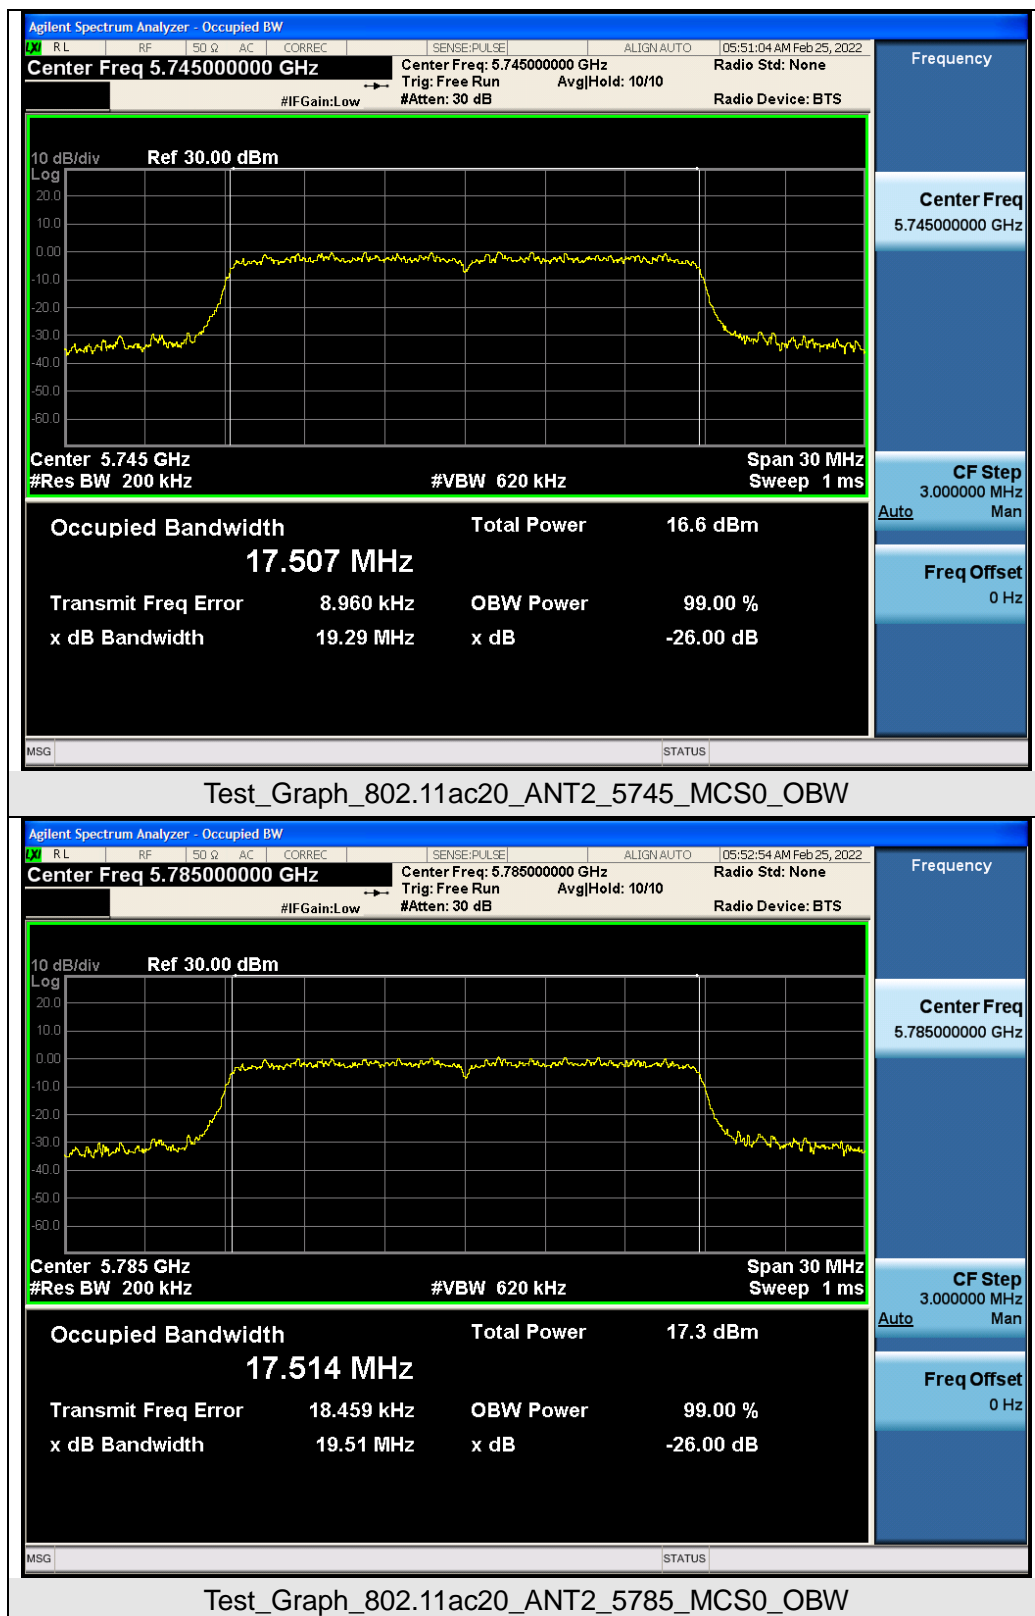 Agilent Spectrum Analyzer - Occupied BW
LXI RL RF 50 Ω AC CORREC SENSE:PULSE ALIGN AUTO 05:51:04 AM Feb 25, 2022
Center Freq 5.745000000 GHz Center Freq: 5.745000000 GHz Radio Std: None
Trig: Free Run Avg|Hold: 10/10
#IFGain:Low #Atten: 30 dB Radio Device: BTS
Frequency
10 dB/div Ref 30.00 dBm
Log
20.0
10.0
0.00
-10.0
-20.0
-30.0
-40.0
-50.0
-60.0
Center 5.745 GHz Span 30 MHz
#Res BW 200 kHz #VBW 620 kHz Sweep 1 ms
Center Freq
5.745000000 GHz
CF Step
3.000000 MHz
Auto Man
Freq Offset
0 Hz
Occupied Bandwidth Total Power 16.6 dBm
17.507 MHz
Transmit Freq Error 8.960 kHz OBW Power 99.00 %
x dB Bandwidth 19.29 MHz x dB -26.00 dB
MSG STATUS
Test_Graph_802.11ac20_ANT2_5745_MCS0_OBW
Agilent Spectrum Analyzer - Occupied BW
LXI RL RF 50 Ω AC CORREC SENSE:PULSE ALIGN AUTO 05:52:54 AM Feb 25, 2022
Center Freq 5.785000000 GHz Center Freq: 5.785000000 GHz Radio Std: None
Trig: Free Run Avg|Hold: 10/10
#IFGain:Low #Atten: 30 dB Radio Device: BTS
Frequency
10 dB/div Ref 30.00 dBm
Log
20.0
10.0
0.00
-10.0
-20.0
-30.0
-40.0
-50.0
-60.0
Center 5.785 GHz Span 30 MHz
#Res BW 200 kHz #VBW 620 kHz Sweep 1 ms
Center Freq
5.785000000 GHz
CF Step
3.000000 MHz
Auto Man
Freq Offset
0 Hz
Occupied Bandwidth Total Power 17.3 dBm
17.514 MHz
Transmit Freq Error 18.459 kHz OBW Power 99.00 %
x dB Bandwidth 19.51 MHz x dB -26.00 dB
MSG STATUS
Test_Graph_802.11ac20_ANT2_5785_MCS0_OBW